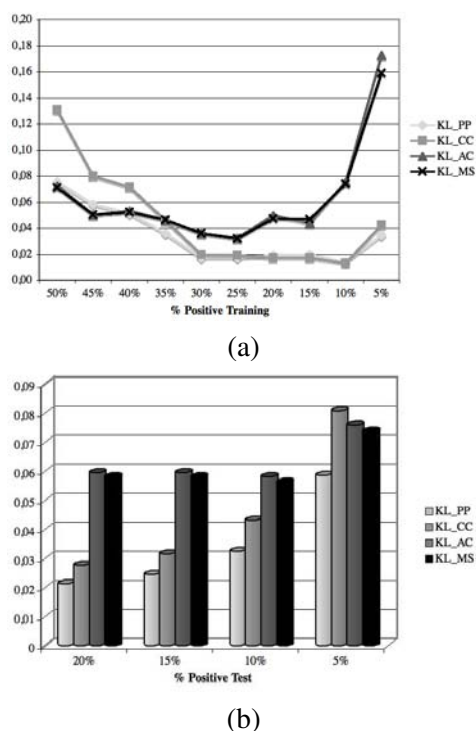 0,20
0,18
0,16
0,14
0,12
0,10
0,08
0,06
0,04
0,02
0,00
50% 45% 40% 35% 30% 25% 20% 15% 10% 5%
% Positive Training
KL_PP
KL_CC
KL_AC
KL_MS
(a)
0,09
0,08
0,07
0,06
0,05
0,04
0,03
0,02
0,01
0
20% 15% 10% 5%
% Positive Test
KL_PP
KL_CC
KL_AC
KL_MS
(b)